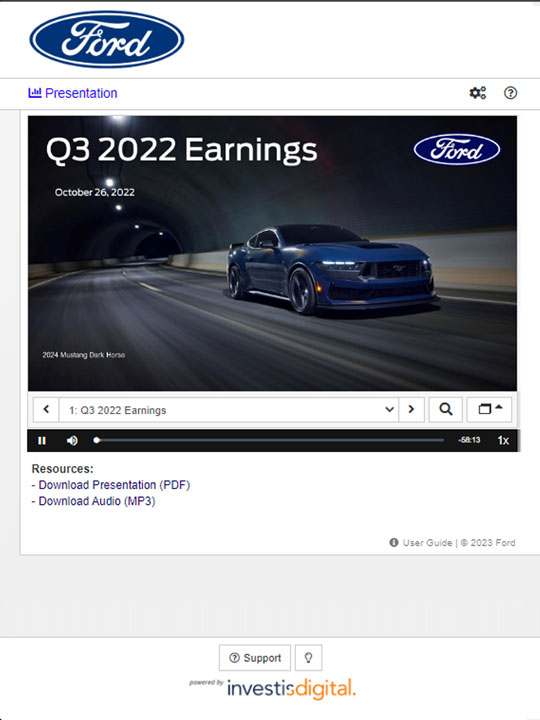 Ford
Presentation
Q3 2022 Earnings
Ford
October 26, 2022
2024 Mustang Dark Horse
1: Q3 2022 Earnings
-58:13 1x
Resources:
- Download Presentation (PDF)
- Download Audio (MP3)
User Guide | © 2023 Ford
Support
powered by investisdigital.